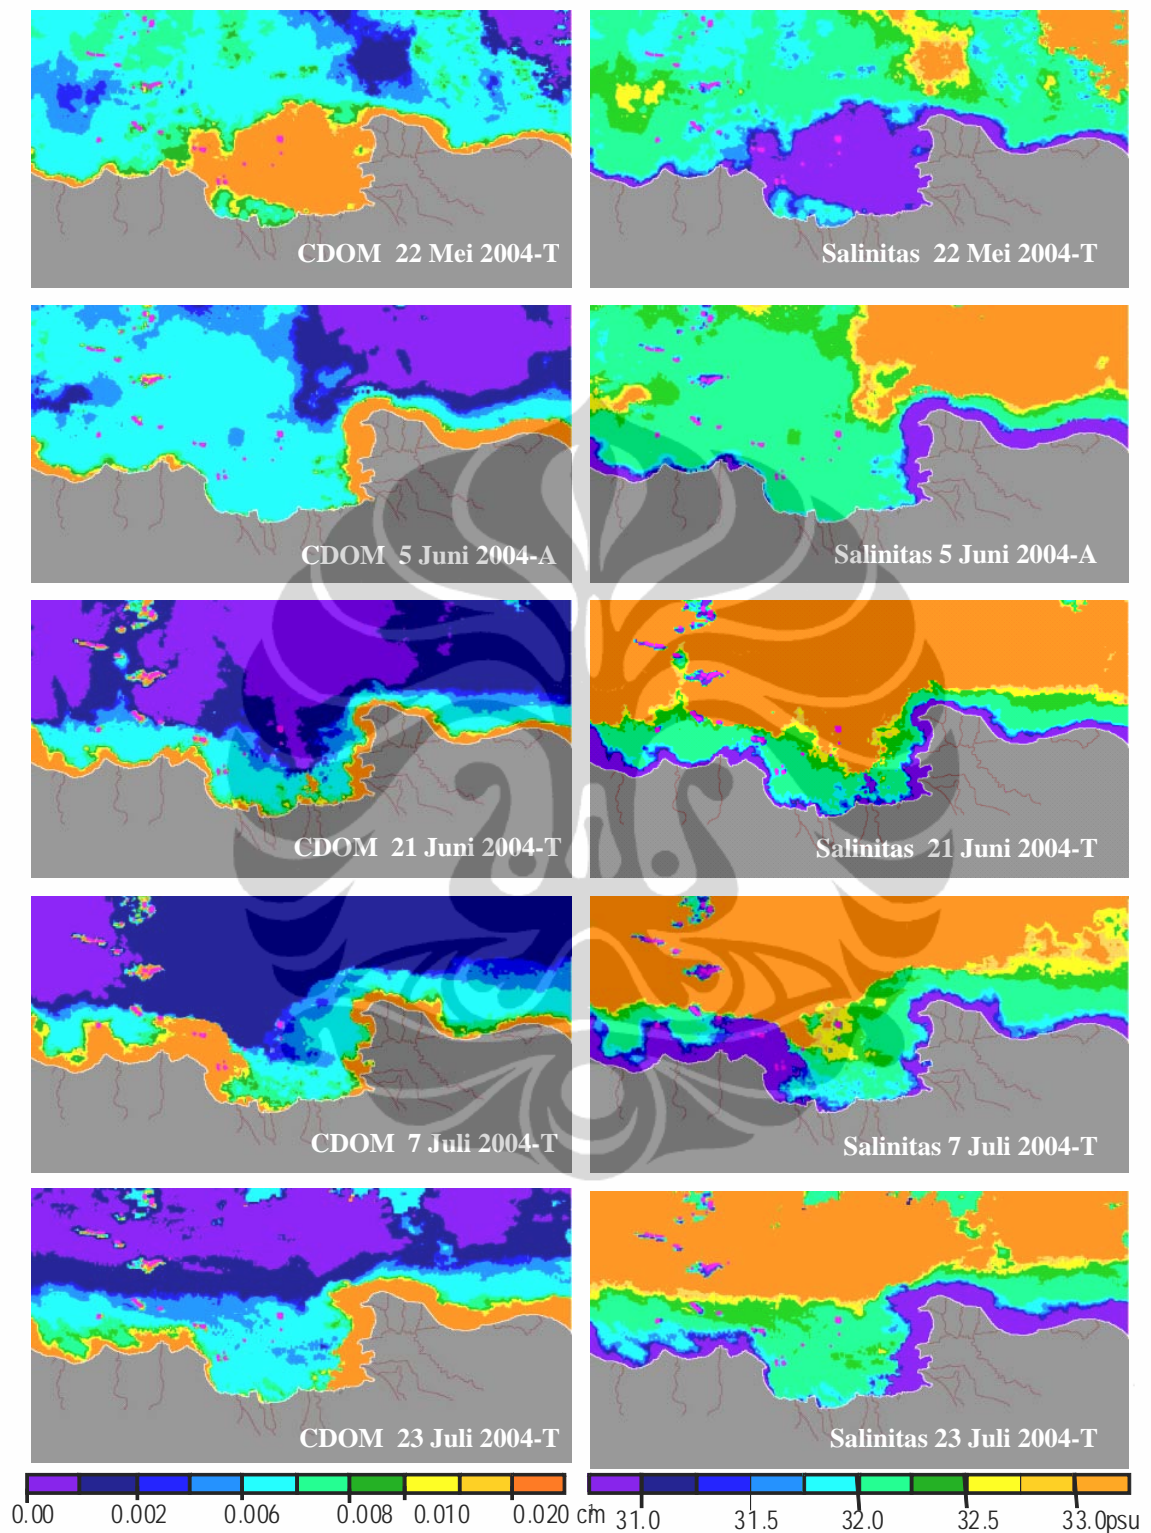 CDOM 22 Mei 2004-T
Salinitas 22 Mei 2004-T
CDOM 5 Juni 2004-A
Salinitas 5 Juni 2004-A
CDOM 21 Juni 2004-T
Salinitas 21 Juni 2004-T
CDOM 7 Juli 2004-T
Salinitas 7 Juli 2004-T
CDOM 23 Juli 2004-T
Salinitas 23 Juli 2004-T
0.00 0.002 0.006 0.008 0.010 0.020 cm⁻¹
31.0 31.5 32.0 32.5 33.0psu